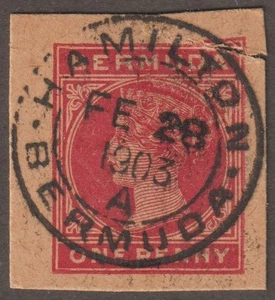 BERMUDA
HAMILTON
FE 28
1903
A
BERMUDA
ONE PENNY